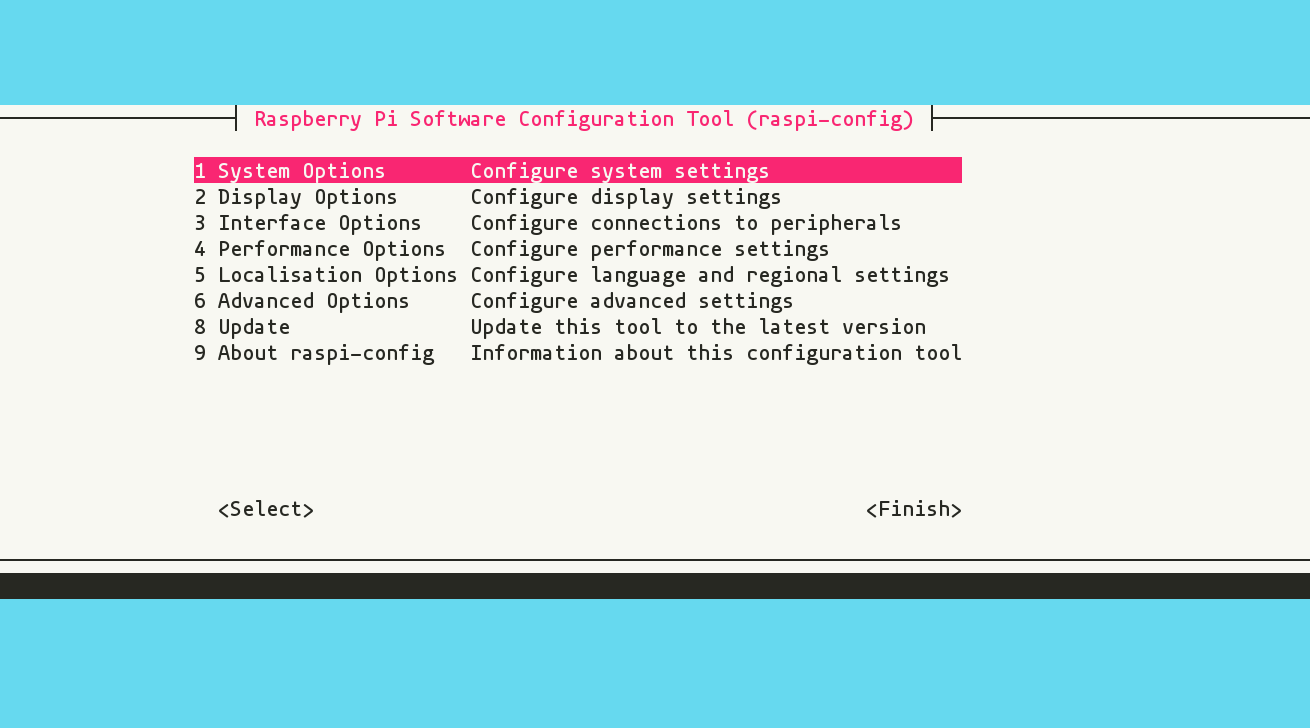 Raspberry Pi Software Configuration Tool (raspi-config)
1 System Options Configure system settings
2 Display Options Configure display settings
3 Interface Options Configure connections to peripherals
4 Performance Options Configure performance settings
5 Localisation Options Configure language and regional settings
6 Advanced Options Configure advanced settings
8 Update Update this tool to the latest version
9 About raspi-config Information about this configuration tool
<Select> <Finish>